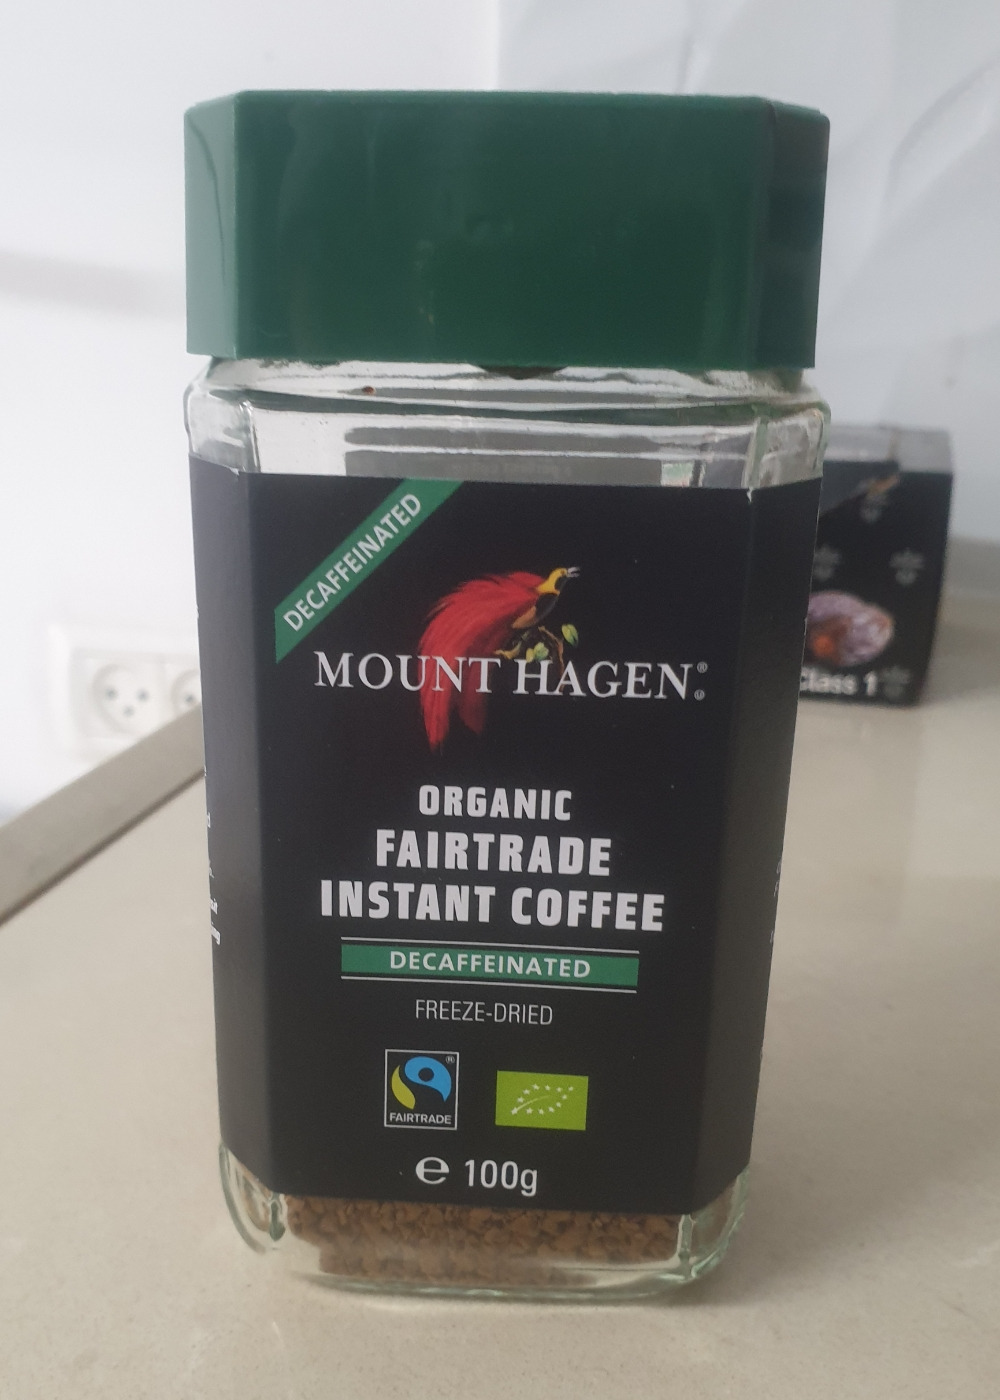 DECAFFEINATED
MOUNT HAGEN®
ORGANIC
FAIRTRADE
INSTANT COFFEE
DECAFFEINATED
FREEZE-DRIED
FAIRTRADE
®
℮ 100g
Class 1